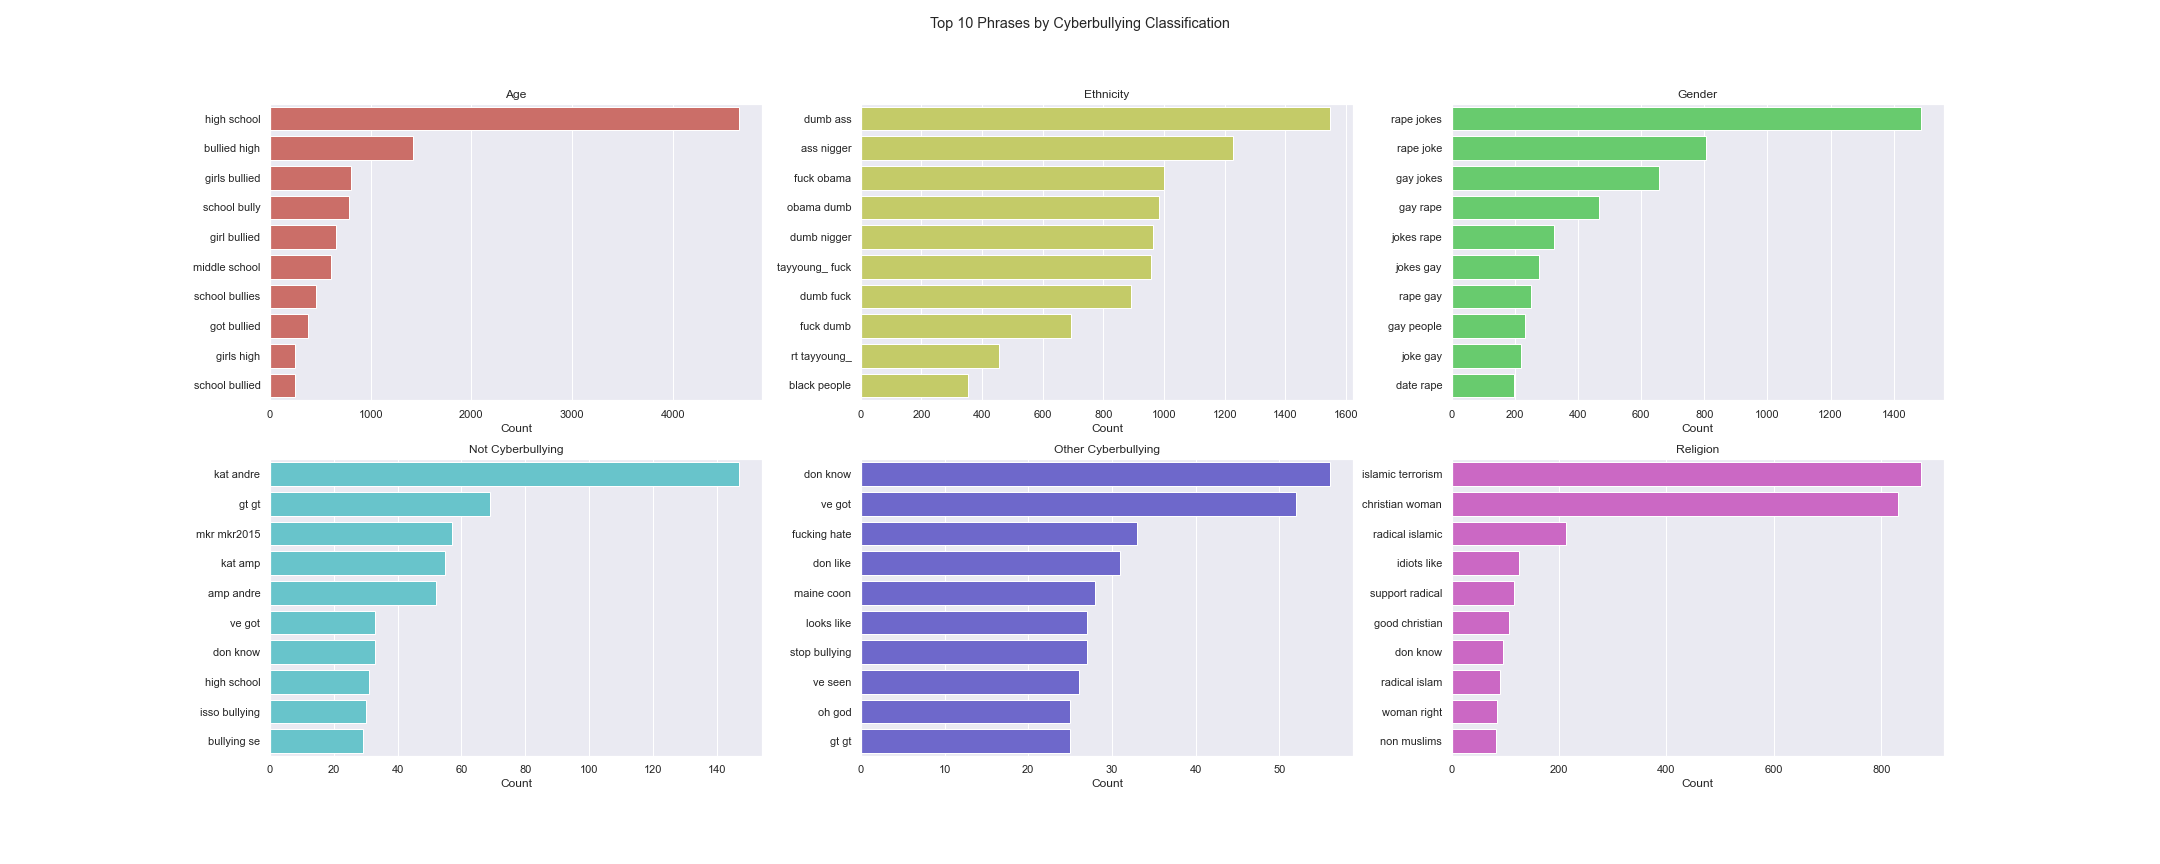 Top 10 Phrases by Cyberbullying Classification
Age
high school
bullied high
girls bullied
school bully
girl bullied
middle school
school bullies
got bullied
girls high
school bullied
0 1000 2000 3000 4000
Count
Ethnicity
dumb ass
ass nigger
fuck obama
obama dumb
dumb nigger
tayyoung_ fuck
dumb fuck
fuck dumb
rt tayyoung_
black people
0 200 400 600 800 1000 1200 1400 1600
Count
Gender
rape jokes
rape joke
gay jokes
gay rape
jokes rape
jokes gay
rape gay
gay people
joke gay
date rape
0 200 400 600 800 1000 1200 1400
Count
Not Cyberbullying
kat andre
gt gt
mkr mkr2015
kat amp
amp andre
ve got
don know
high school
isso bullying
bullying se
0 20 40 60 80 100 120 140
Count
Other Cyberbullying
don know
ve got
fucking hate
don like
maine coon
looks like
stop bullying
ve seen
oh god
gt gt
0 10 20 30 40 50
Count
Religion
islamic terrorism
christian woman
radical islamic
idiots like
support radical
good christian
don know
radical islam
woman right
non muslims
0 200 400 600 800
Count